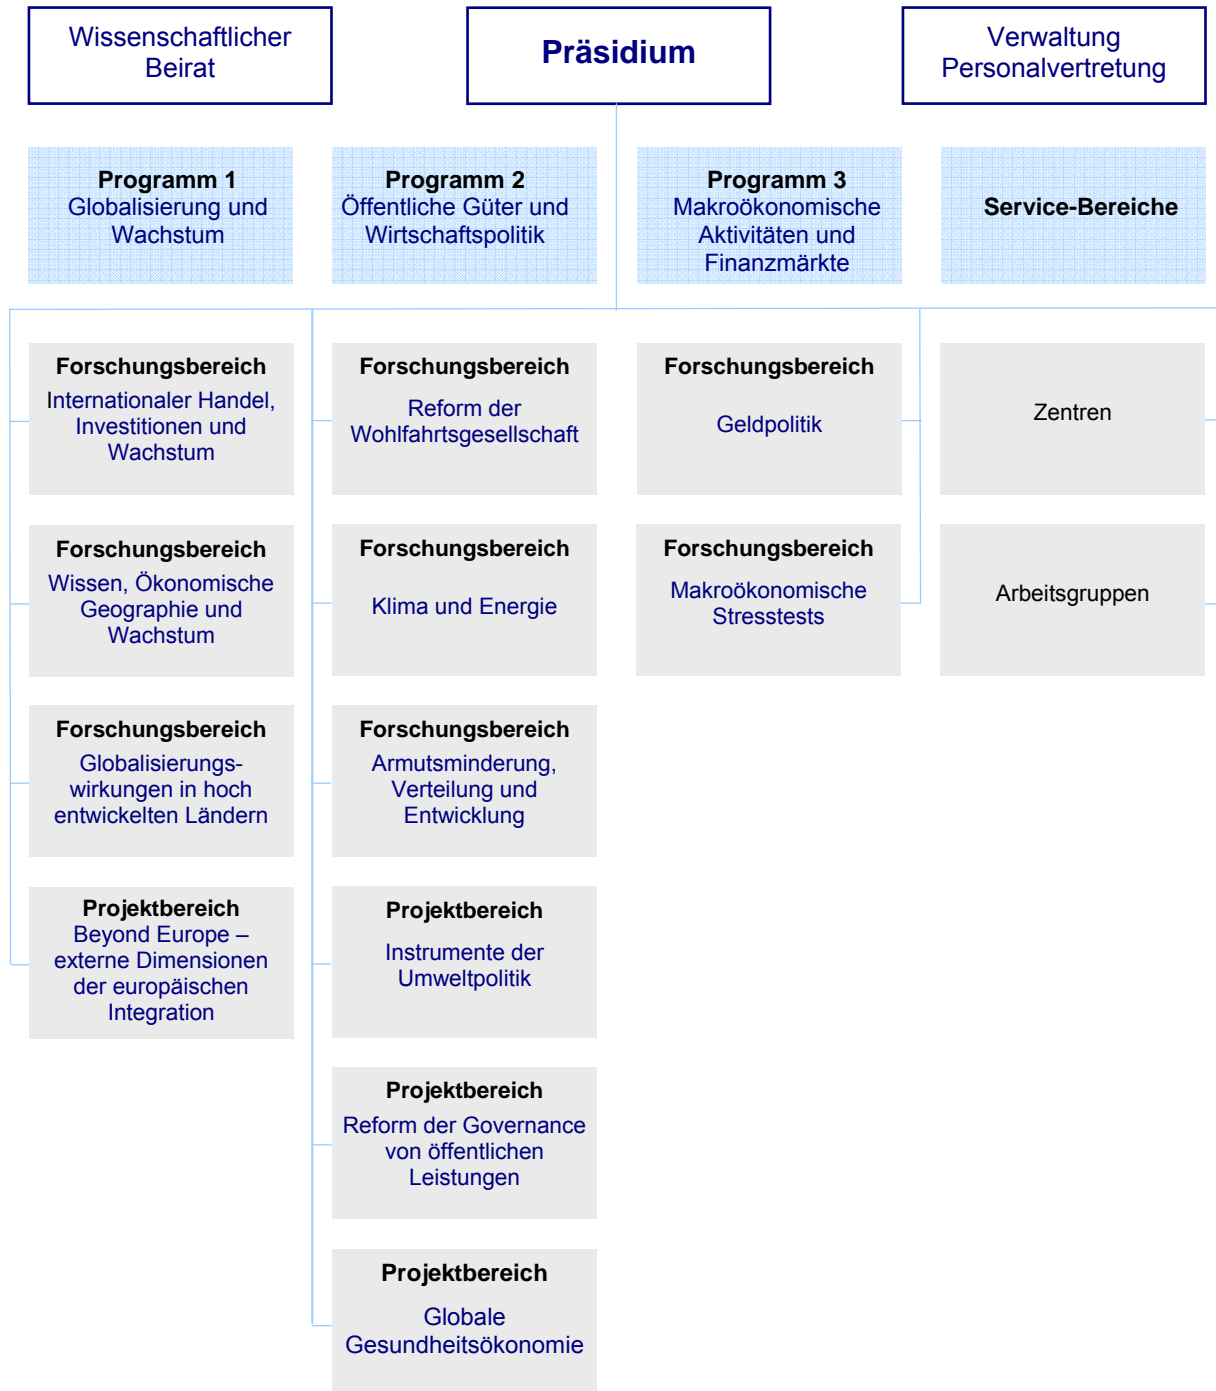 Wissenschaftlicher
Beirat
Präsidium
Verwaltung
Personalvertretung
Programm 1
Globalisierung und
Wachstum
Programm 2
Öffentliche Güter und
Wirtschaftspolitik
Programm 3
Makroökonomische
Aktivitäten und
Finanzmärkte
Service-Bereiche
Forschungsbereich
Internationaler Handel,
Investitionen und
Wachstum
Forschungsbereich
Reform der
Wohlfahrtsgesellschaft
Forschungsbereich
Geldpolitik
Zentren
Forschungsbereich
Wissen, Ökonomische
Geographie und
Wachstum
Forschungsbereich
Klima und Energie
Forschungsbereich
Makroökonomische
Stresstests
Arbeitsgruppen
Forschungsbereich
Globalisierungs-
wirkungen in hoch
entwickelten Ländern
Forschungsbereich
Armutsminderung,
Verteilung und
Entwicklung
Projektbereich
Beyond Europe –
externe Dimensionen
der europäischen
Integration
Projektbereich
Instrumente der
Umweltpolitik
Projektbereich
Reform der Governance
von öffentlichen
Leistungen
Projektbereich
Globale
Gesundheitsökonomie